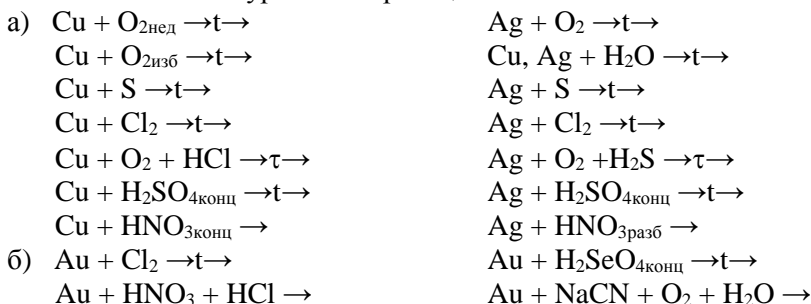 а) Cu + O₂нед →t→ Ag + O₂ →t→
Cu + O₂изб →t→ Cu, Ag + H₂O →t→
Cu + S →t→ Ag + S →t→
Cu + Cl₂ →t→ Ag + Cl₂ →t→
Cu + O₂ + HCl →τ→ Ag + O₂ +H₂S →τ→
Cu + H₂SO₄конц →t→ Ag + H₂SO₄конц →t→
Cu + HNO₃конц → Ag + HNO₃разб →
б) Au + Cl₂ →t→ Au + H₂SeO₄конц →t→
Au + HNO₃ + HCl → Au + NaCN + O₂ + H₂O →